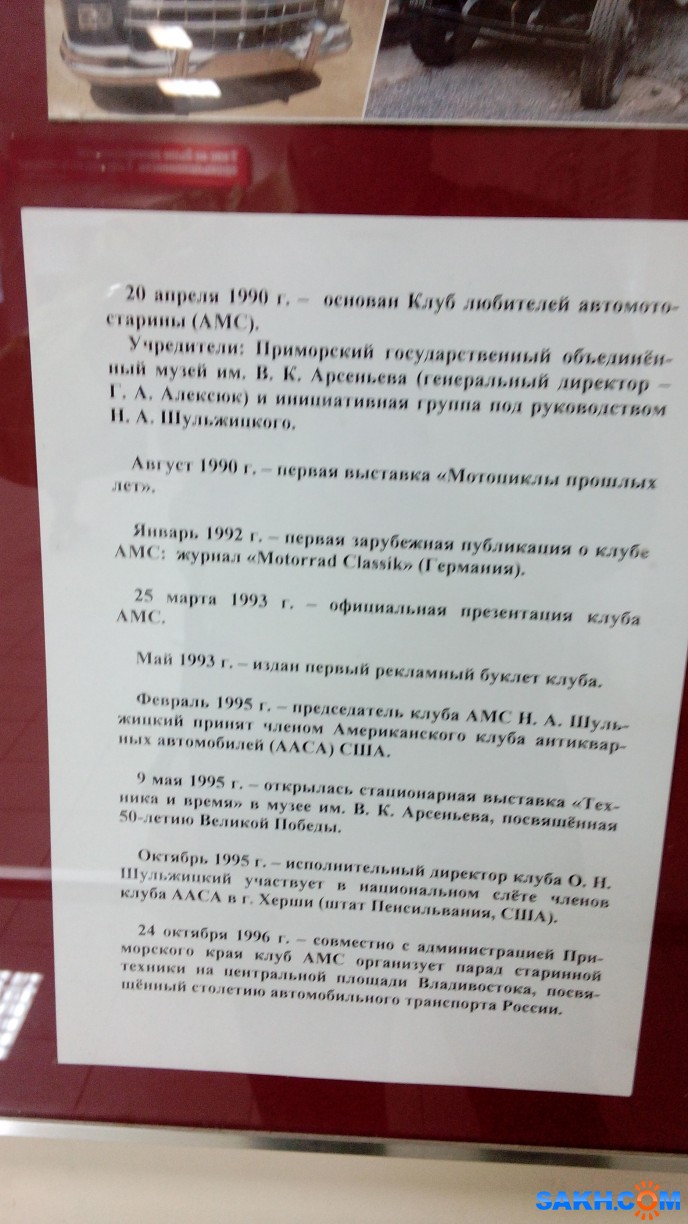 20 апреля 1990 г. – основан Клуб любителей автомото-
старины (АМС).
Учредители: Приморский государственный объединён-
ный музей им. В. К. Арсеньева (генеральный директор –
Г. А. Алексюк) и инициативная группа под руководством
Н. А. Шульжицкого.
Август 1990 г. – первая выставка «Мотоциклы прошлых
лет».
Январь 1992 г. – первая зарубежная публикация о клубе
АМС: журнал «Motorrad Classik» (Германия).
25 марта 1993 г. – официальная презентация клуба
АМС.
Май 1993 г. – издан первый рекламный буклет клуба.
Февраль 1995 г. – председатель клуба АМС Н. А. Шуль-
жицкий принят членом Американского клуба антиквар-
ных автомобилей (ААСА) США.
9 мая 1995 г. – открылась стационарная выставка «Тех-
ника и время» в музее им. В. К. Арсеньева, посвящённая
50-летию Великой Победы.
Октябрь 1995 г. – исполнительный директор клуба О. Н.
Шульжицкий участвует в национальном слёте членов
клуба ААСА в г. Херши (штат Пенсильвания, США).
24 октября 1996 г. – совместно с администрацией При-
морского края клуб АМС организует парад старинной
техники на центральной площади Владивостока, посвя-
щённый столетию автомобильного транспорта России.
SAKH.COM